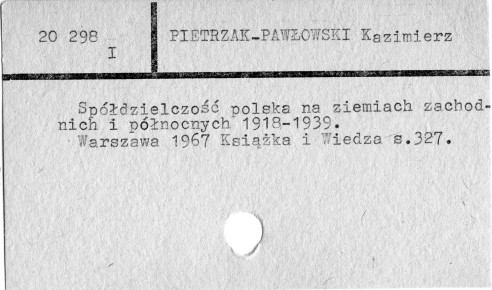 20 298 PIETRZAK-PAWŁOWSKI Kazimierz
I
Spółdzielczość polska na ziemiach zachod-
nich i północnych 1918-1939.
Warszawa 1967 Książka i Wiedza s.327.